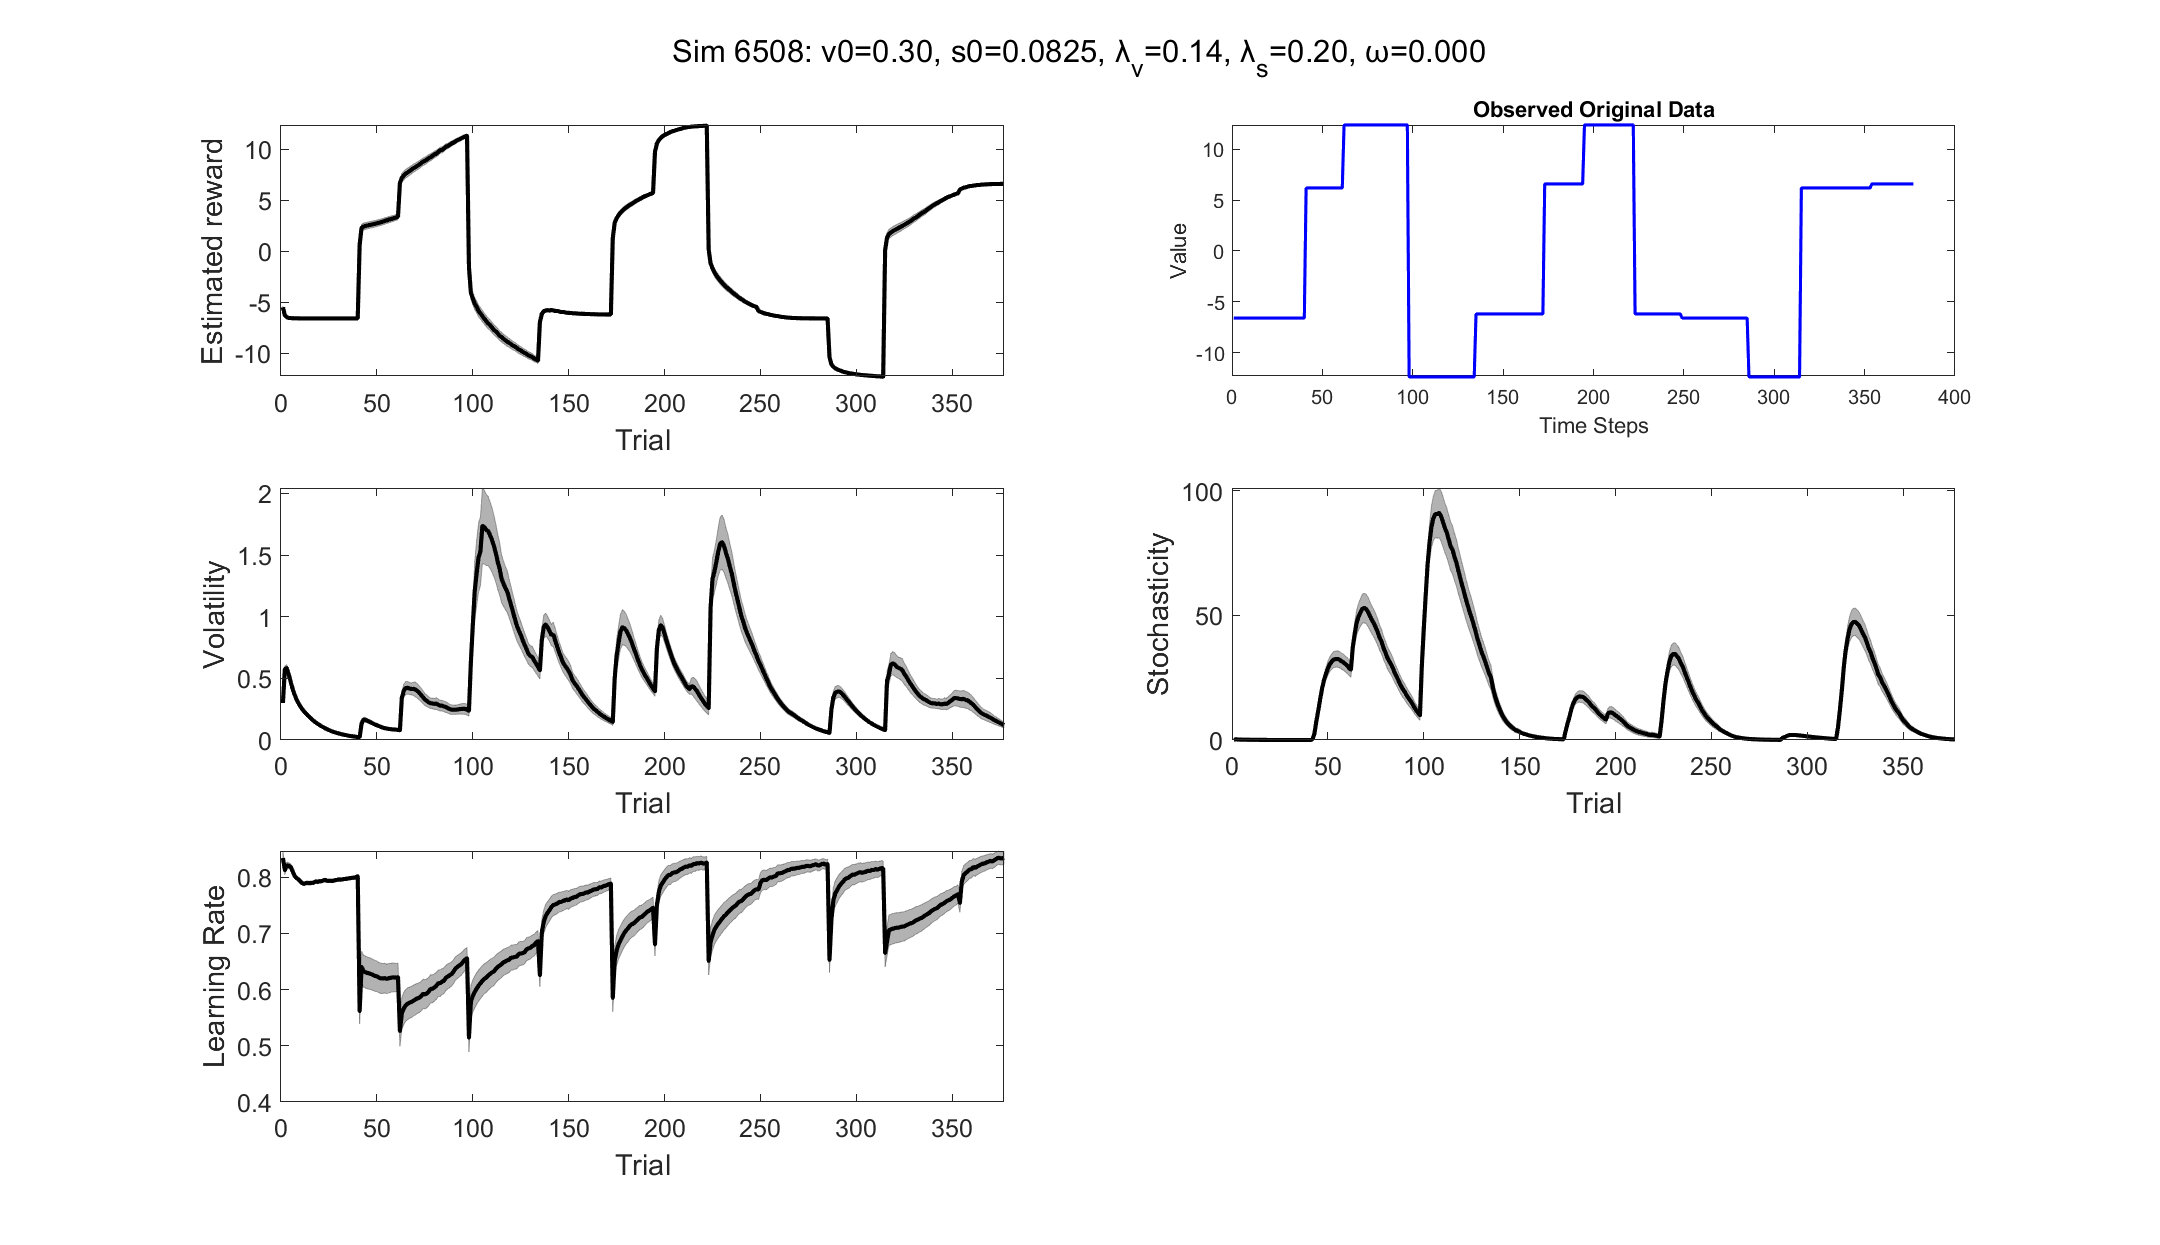 Sim 6508: v0=0.30, s0=0.0825, λ_v=0.14, λ_s=0.20, ω=0.000
Estimated reward
10
5
0
-5
-10
0 50 100 150 200 250 300 350
Trial
Observed Original Data
Value
10
5
0
-5
-10
0 50 100 150 200 250 300 350 400
Time Steps
Volatility
2
1.5
1
0.5
0
0 50 100 150 200 250 300 350
Trial
Stochasticity
100
50
0
0 50 100 150 200 250 300 350
Trial
Learning Rate
0.8
0.7
0.6
0.5
0.4
0 50 100 150 200 250 300 350
Trial